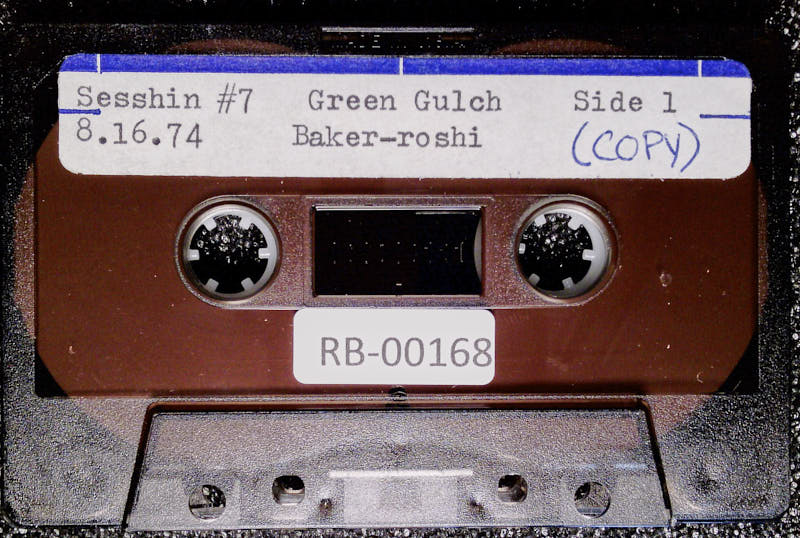 Sesshin #7 Green Gulch Side 1
8.16.74 Baker-roshi (COPY)
RB-00168